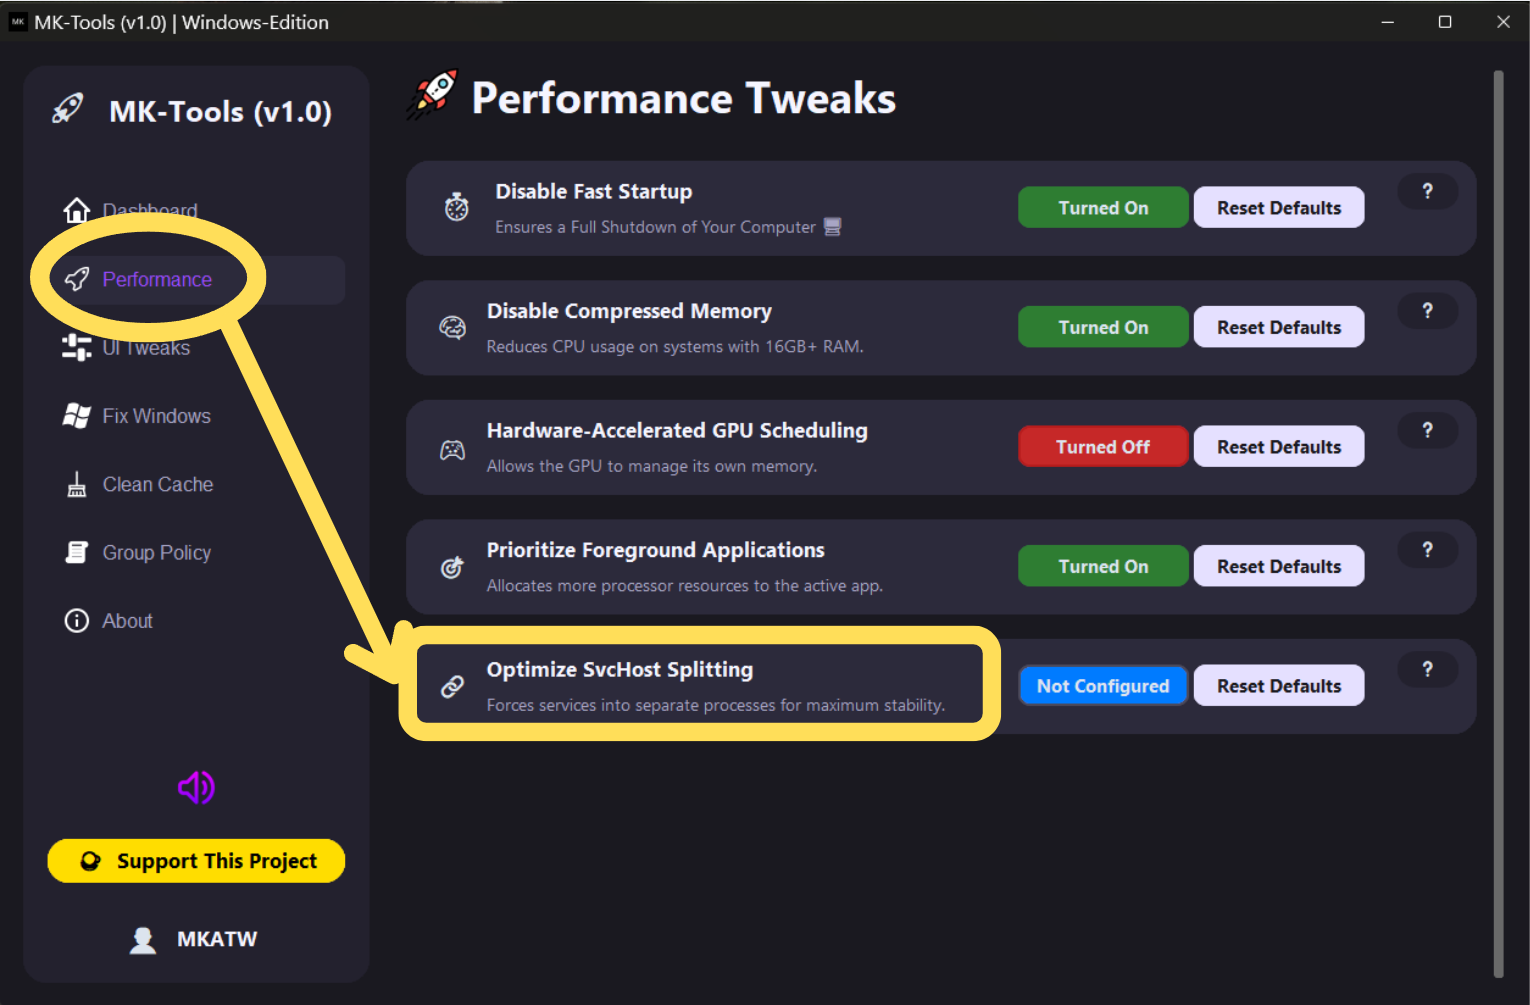 MK MK-Tools (v1.0) | Windows-Edition
MK-Tools (v1.0)
Dashboard
Performance
UI Tweaks
Fix Windows
Clean Cache
Group Policy
About
Support This Project
MKATW
Performance Tweaks
Disable Fast Startup
Ensures a Full Shutdown of Your Computer
Turned On
Reset Defaults
?
Disable Compressed Memory
Reduces CPU usage on systems with 16GB+ RAM.
Turned On
Reset Defaults
?
Hardware-Accelerated GPU Scheduling
Allows the GPU to manage its own memory.
Turned Off
Reset Defaults
?
Prioritize Foreground Applications
Allocates more processor resources to the active app.
Turned On
Reset Defaults
?
Optimize SvcHost Splitting
Forces services into separate processes for maximum stability.
Not Configured
Reset Defaults
?